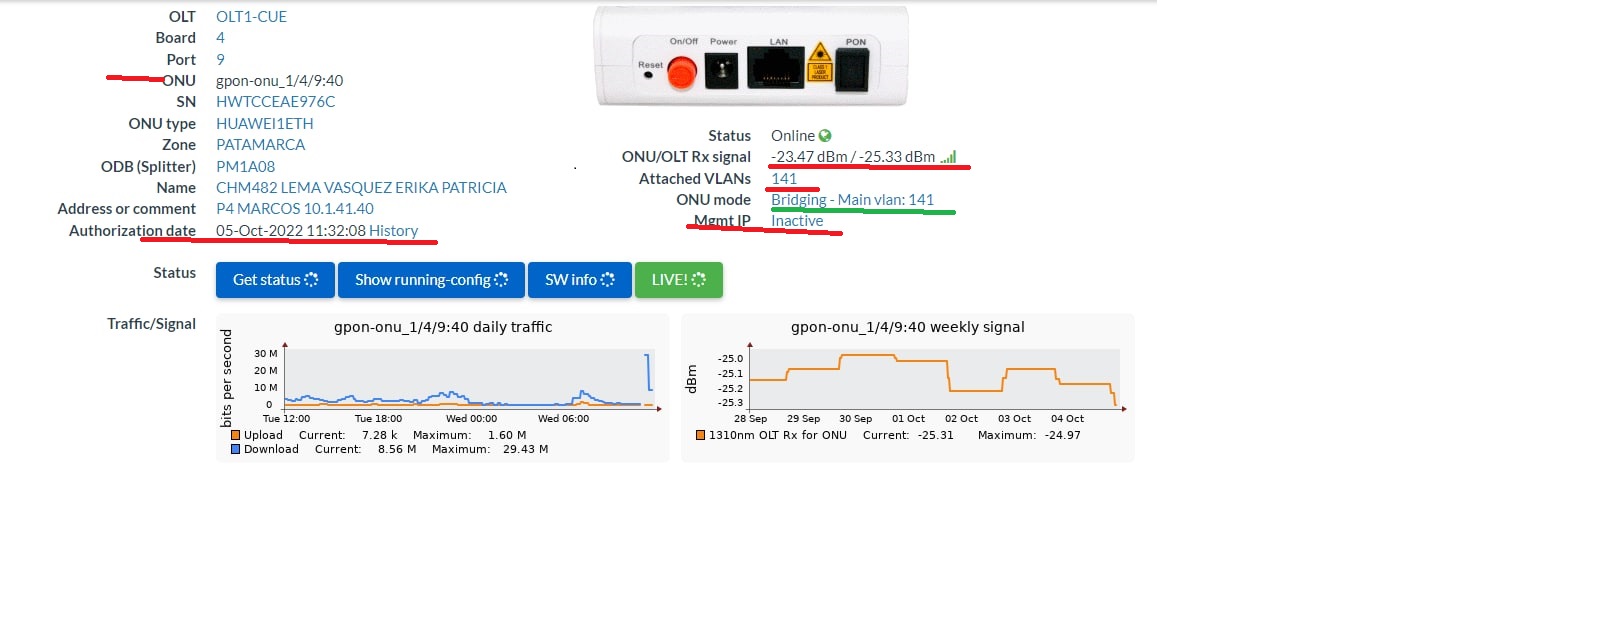 OLT OLT1-CUE
Board 4
Port 9
ONU gpon-onu_1/4/9:40
SN HWTCCEAE976C
ONU type HUAWEI1ETH
Zone PATAMARCA
ODB (Splitter) PM1A08
Name CHM482 LEMA VASQUEZ ERIKA PATRICIA
Address or comment P4 MARCOS 10.1.41.40
Authorization date 05-Oct-2022 11:32:08 History
On/Off Power LAN PON
Reset
CLASS 1
LASER
PRODUCT
Status Online
ONU/OLT Rx signal -23.47 dBm / -25.33 dBm
Attached VLANs 141
ONU mode Bridging - Main vlan: 141
Mgmt IP Inactive
Status Get status Show running-config SW info LIVE!
Traffic/Signal
gpon-onu_1/4/9:40 daily traffic
bits per second
30 M
20 M
10 M
0
Tue 12:00 Tue 18:00 Wed 00:00 Wed 06:00
Upload Current: 7.28 k Maximum: 1.60 M
Download Current: 8.56 M Maximum: 29.43 M
gpon-onu_1/4/9:40 weekly signal
dBm
-25.0
-25.1
-25.2
-25.3
28 Sep 29 Sep 30 Sep 01 Oct 02 Oct 03 Oct 04 Oct
1310nm OLT Rx for ONU Current: -25.31 Maximum: -24.97